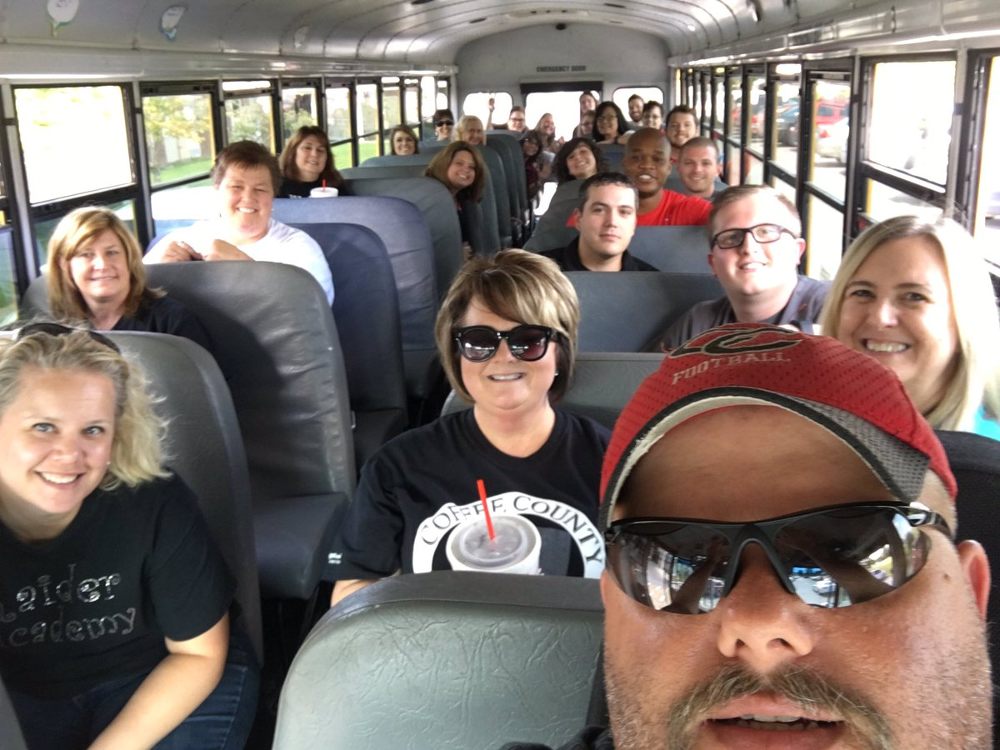 EMERGENCY DOOR
FOOTBALL
COFFEE COUNTY
Raider
Academy